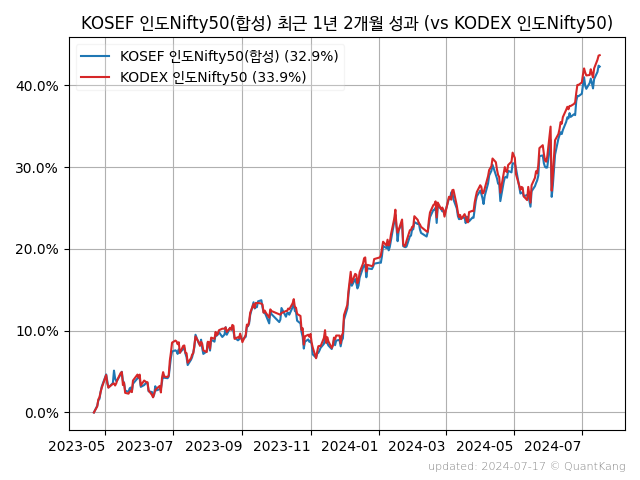 KOSEF 인도Nifty50(합성) 최근 1년 2개월 성과 (vs KODEX 인도Nifty50)
KOSEF 인도Nifty50(합성) (32.9%)
KODEX 인도Nifty50 (33.9%)
40.0%
30.0%
20.0%
10.0%
0.0%
2023-05 2023-07 2023-09 2023-11 2024-01 2024-03 2024-05 2024-07
updated: 2024-07-17 © QuantKang